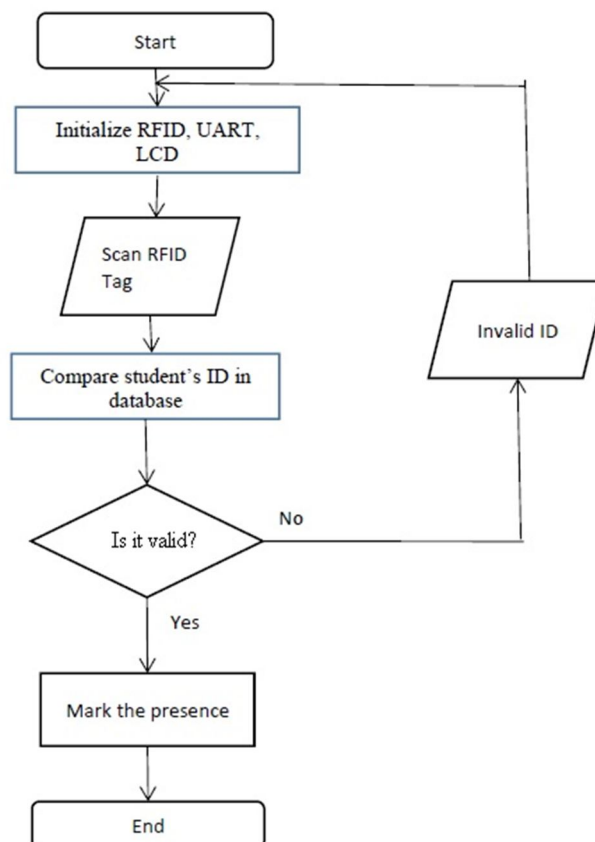 Start
Initialize RFID, UART,
LCD
Scan RFID
Tag
Invalid ID
Compare student’s ID in
database
Is it valid?
No
Yes
Mark the presence
End